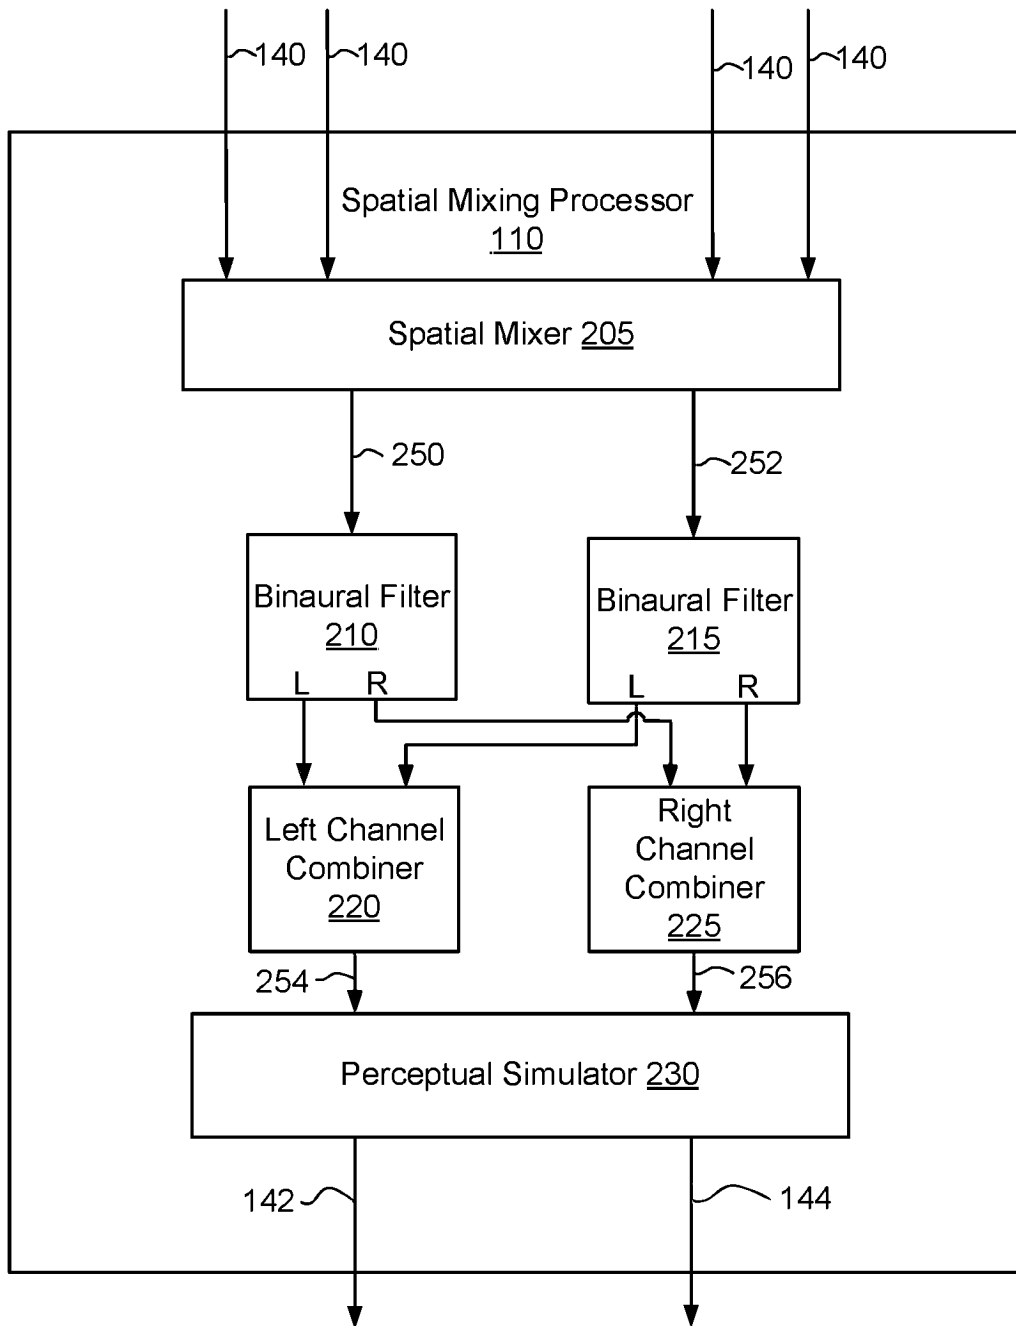 140
140
140
140
Spatial Mixing Processor
110
Spatial Mixer 205
250
252
Binaural Filter
210
L R
Binaural Filter
215
L R
Left Channel
Combiner
220
Right
Channel
Combiner
225
254
256
Perceptual Simulator 230
142
144